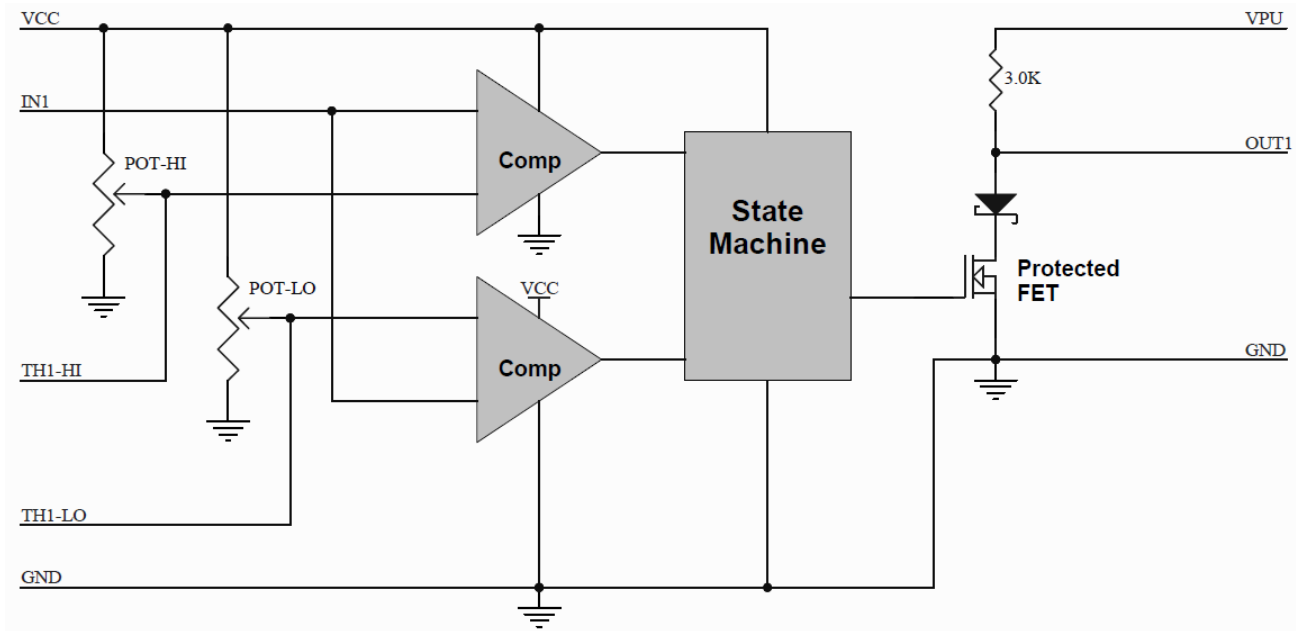 VCC
VPU
3.0K
IN1
Comp
OUT1
POT-HI
State
Machine
POT-LO
VCC
Protected
FET
TH1-HI
Comp
GND
TH1-LO
GND